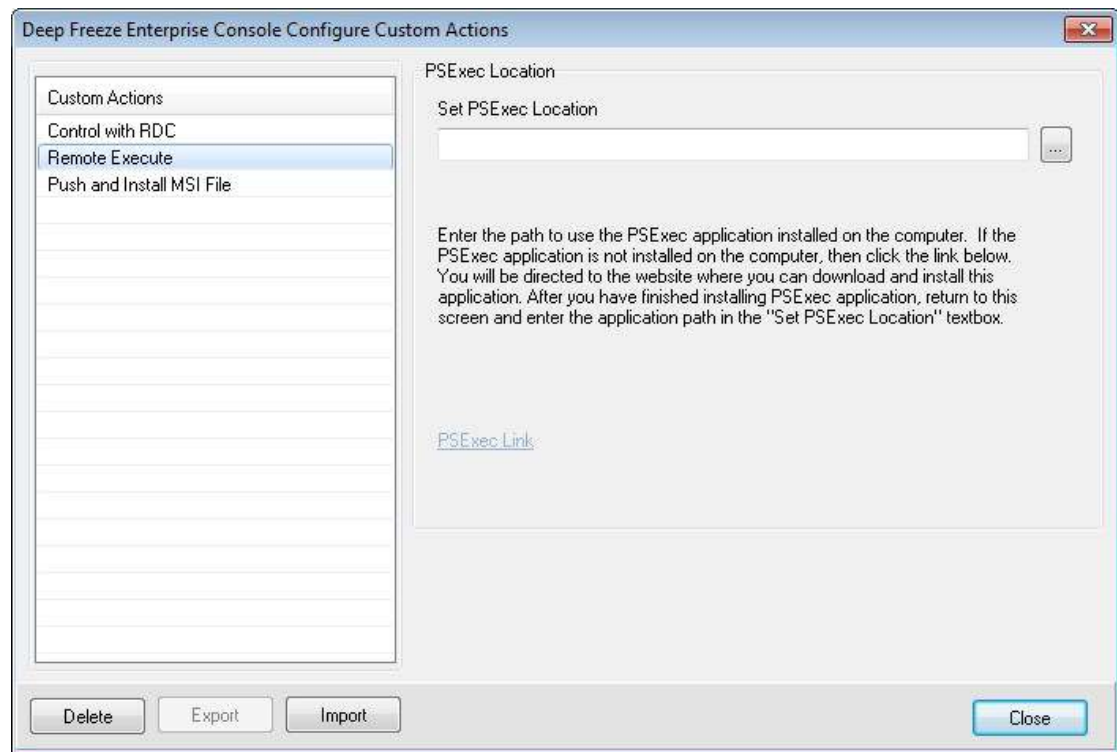 Deep Freeze Enterprise Console Configure Custom Actions
Custom Actions
Control with RDC
Remote Execute
Push and Install MSI File
PSExec Location
Set PSExec Location
...
Enter the path to use the PSExec application installed on the computer. If the
PSExec application is not installed on the computer, then click the link below.
You will be directed to the website where you can download and install this
application. After you have finished installing PSExec application, return to this
screen and enter the application path in the "Set PSExec Location" textbox.
PSExec Link
Delete
Export
Import
Close